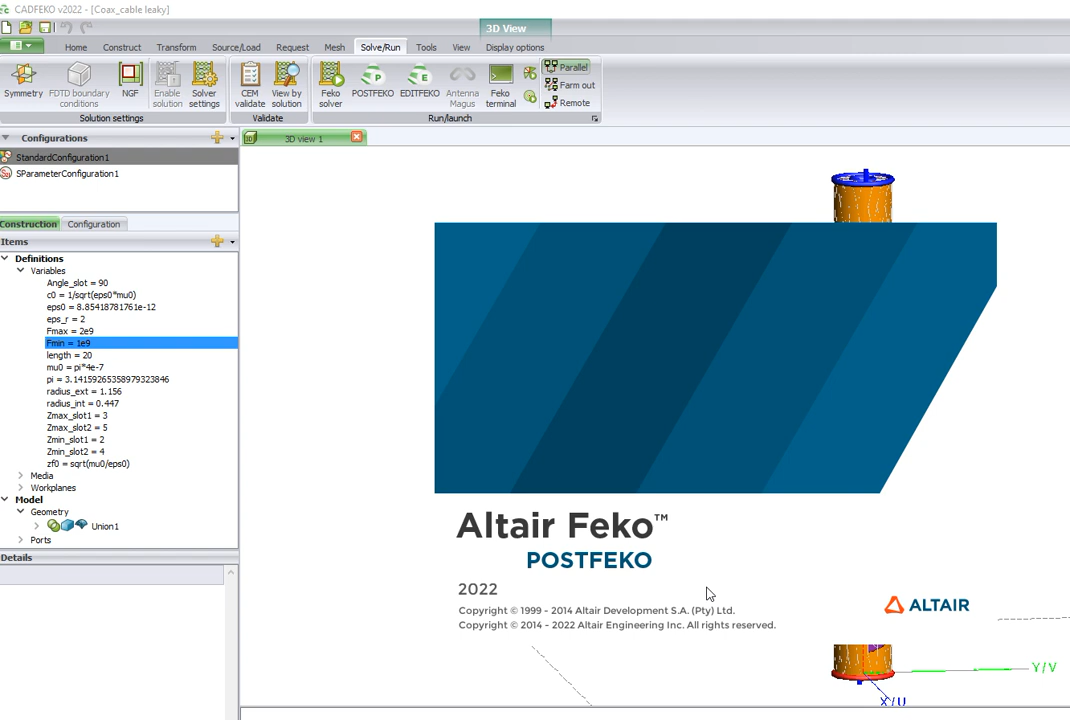 CADFEKO v2022 - [Coax_cable leaky]
3D View
Home Construct Transform Source/Load Request Mesh Solve/Run Tools View Display options
Symmetry
FDTD boundary conditions
NGF
Enable solution
Solver settings
CEM validate
View by solution
Feko solver
POSTFEKO
EDITFEKO
Antenna Magus
Feko terminal
Parallel
Farm out
Remote
Solution settings
Validate
Run/launch
Configurations
3D view 1
StandardConfiguration1
SParameterConfiguration1
Construction Configuration
Items
Definitions
Variables
Angle_slot = 90
c0 = 1/sqrt(eps0*mu0)
eps0 = 8.85418781761e-12
eps_r = 2
Fmax = 2e9
Fmin = 1e9
length = 20
mu0 = pi*4e-7
pi = 3.14159265358979323846
radius_ext = 1.156
radius_int = 0.447
Zmax_slot1 = 3
Zmax_slot2 = 5
Zmin_slot1 = 2
Zmin_slot2 = 4
zf0 = sqrt(mu0/eps0)
Media
Workplanes
Model
Geometry
Union1
Ports
Details
Altair Feko™
POSTFEKO
2022
Copyright © 1999 - 2014 Altair Development S.A. (Pty) Ltd.
Copyright © 2014 - 2022 Altair Engineering Inc. All rights reserved.
ALTAIR
Y/V
X/U